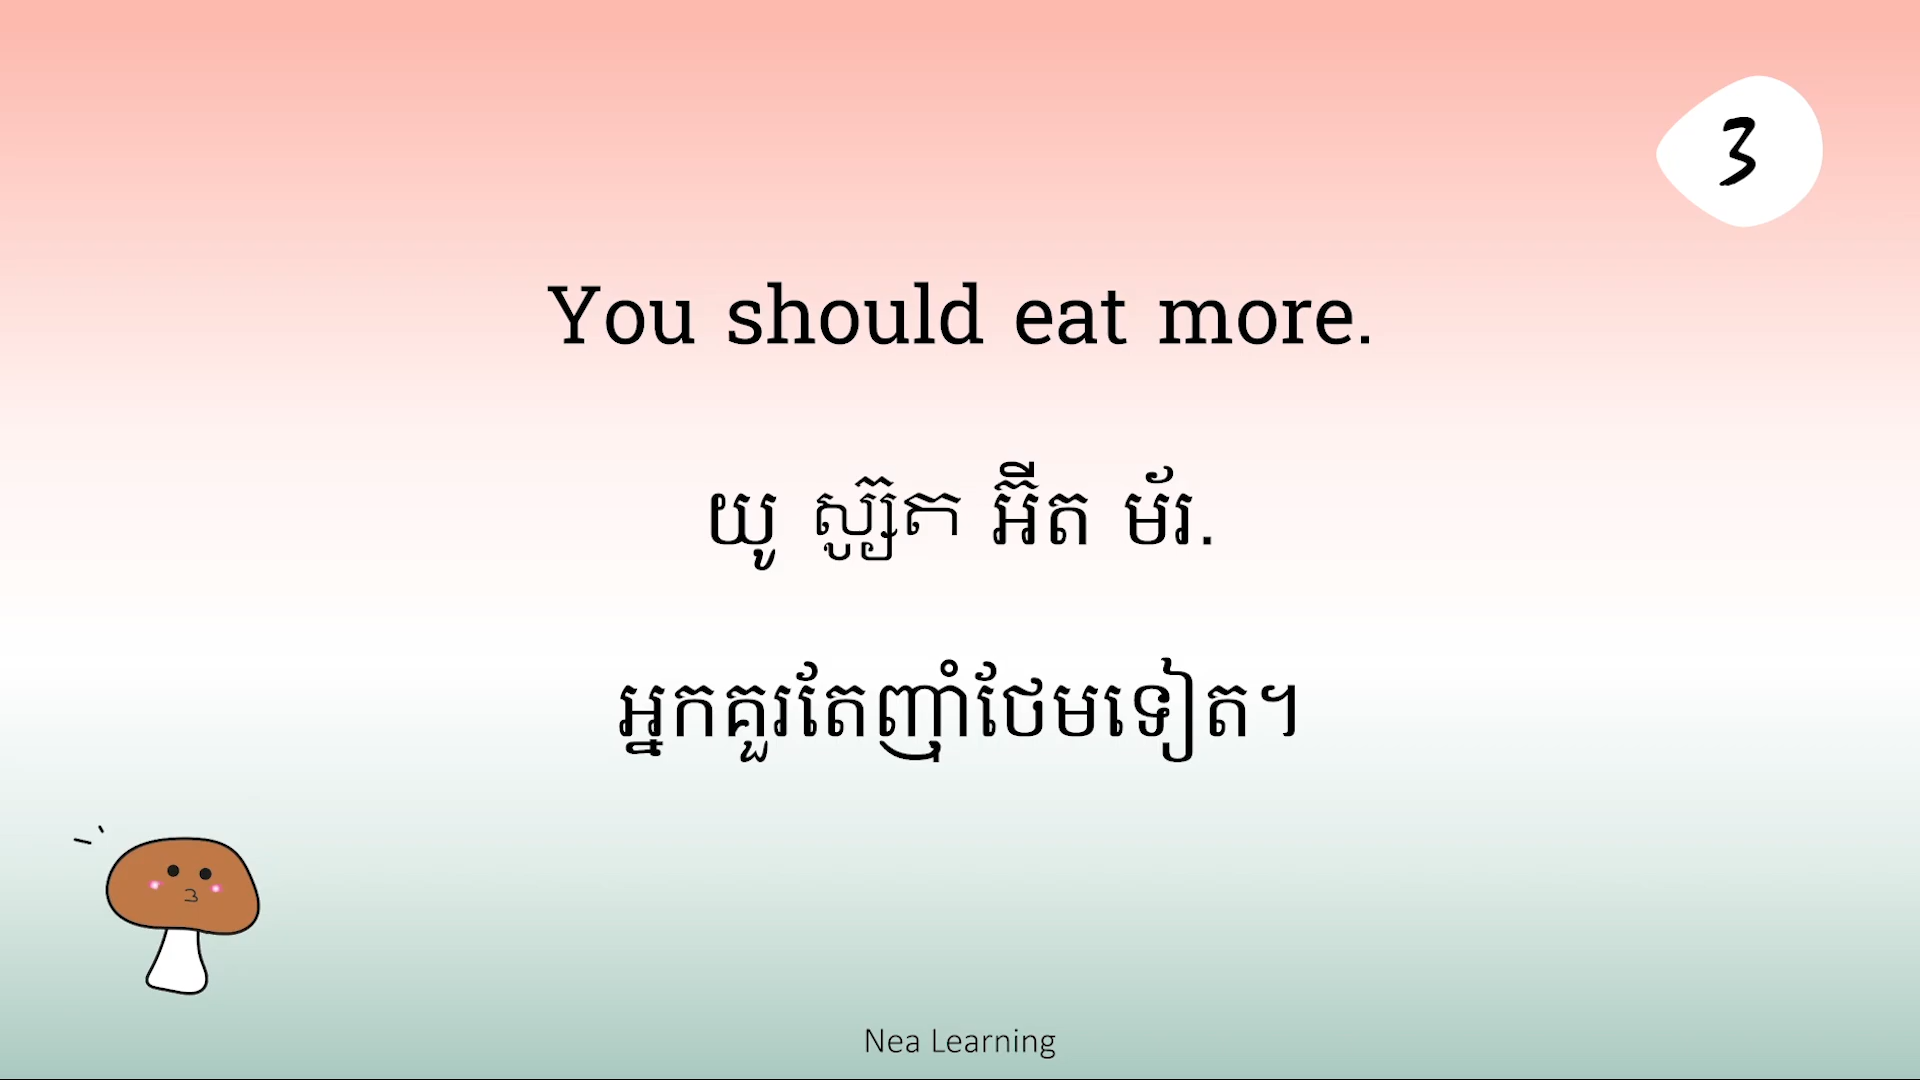 3
You should eat more.
យូ ស៊្សូត អ៊ីត ម័រ.
អ្នកគួរតែញ៉ាំថែមទៀត។
Nea Learning